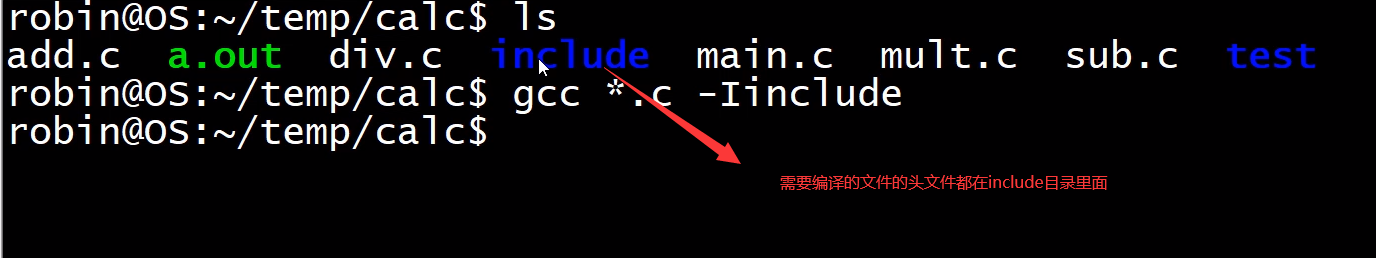 robin@OS:~/temp/calc$ ls
add.c a.out div.c include main.c mult.c sub.c test
robin@OS:~/temp/calc$ gcc *.c -Iinclude
robin@OS:~/temp/calc$
需要编译的文件的头文件都在include目录里面